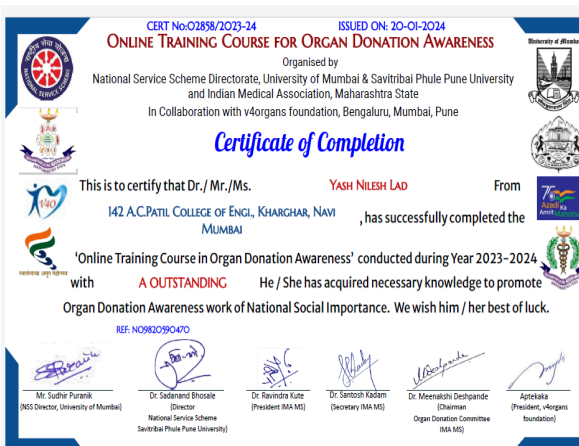 CERT No:02858/2023-24 ISSUED ON: 20-01-2024
ONLINE TRAINING COURSE FOR ORGAN DONATION AWARENESS
Organised by
National Service Scheme Directorate, University of Mumbai & Savitribai Phule Pune University
and Indian Medical Association, Maharashtra State
In Collaboration with v4organs foundation, Bengaluru, Mumbai, Pune
Certificate of Completion
This is to certify that Dr./ Mr./Ms. YASH NILESH LAD From
142 A.C.PATIL COLLEGE OF ENGI., KHARGHAR, NAVI
MUMBAI , has successfully completed the
'Online Training Course in Organ Donation Awareness' conducted during Year 2023-2024
with A OUTSTANDING He / She has acquired necessary knowledge to promote
Organ Donation Awareness work of National Social Importance. We wish him / her best of luck.
REF: NO9820590470
Mr. Sudhir Puranik
(NSS Director, University of Mumbai)
Dr. Sadanand Bhosale
(Director
National Service Scheme
Savitribai Phule Pune University)
Dr. Ravindra Kute
(President IMA MS)
Dr. Santosh Kadam
(Secretary IMA MS)
Dr. Meenakshi Deshpande
(Chairman
Organ Donation Committee
IMA MS)
Aptekaka
(President, v4organs
foundation)
University of Mumbai
राष्ट्रीय सेवा योजना
NATIONAL SERVICE SCHEME
V40
75
Azadi Ka
Amrit Mahotsav